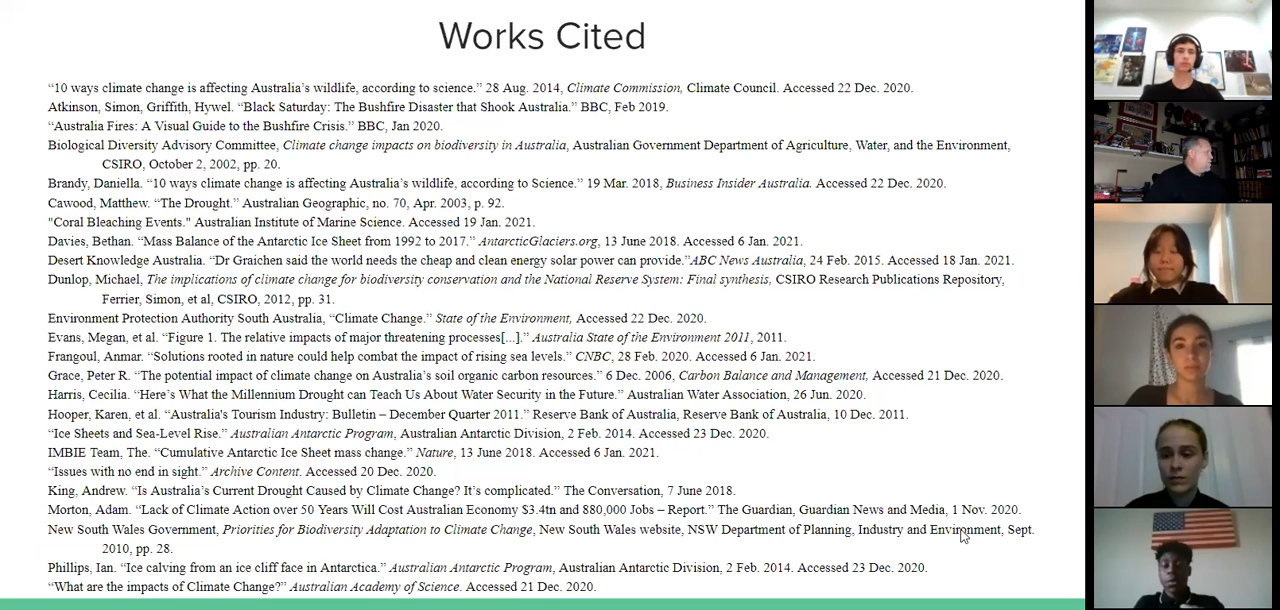 Works Cited
“10 ways climate change is affecting Australia’s wildlife, according to science.” 28 Aug. 2014, Climate Commission, Climate Council. Accessed 22 Dec. 2020.
Atkinson, Simon, Griffith, Hywel. “Black Saturday: The Bushfire Disaster that Shook Australia.” BBC, Feb 2019.
“Australia Fires: A Visual Guide to the Bushfire Crisis.” BBC, Jan 2020.
Biological Diversity Advisory Committee, Climate change impacts on biodiversity in Australia, Australian Government Department of Agriculture, Water, and the Environment,
CSIRO, October 2, 2002, pp. 20.
Brandy, Daniella. “10 ways climate change is affecting Australia’s wildlife, according to Science.” 19 Mar. 2018, Business Insider Australia. Accessed 22 Dec. 2020.
Cawood, Matthew. “The Drought.” Australian Geographic, no. 70, Apr. 2003, p. 92.
"Coral Bleaching Events." Australian Institute of Marine Science. Accessed 19 Jan. 2021.
Davies, Bethan. “Mass Balance of the Antarctic Ice Sheet from 1992 to 2017.” AntarcticGlaciers.org, 13 June 2018. Accessed 6 Jan. 2021.
Desert Knowledge Australia. “Dr Graichen said the world needs the cheap and clean energy solar power can provide.”ABC News Australia, 24 Feb. 2015. Accessed 18 Jan. 2021.
Dunlop, Michael, The implications of climate change for biodiversity conservation and the National Reserve System: Final synthesis, CSIRO Research Publications Repository,
Ferrier, Simon, et al, CSIRO, 2012, pp. 31.
Environment Protection Authority South Australia, “Climate Change.” State of the Environment, Accessed 22 Dec. 2020.
Evans, Megan, et al. “Figure 1. The relative impacts of major threatening processes[...].” Australia State of the Environment 2011, 2011.
Frangoul, Anmar. “Solutions rooted in nature could help combat the impact of rising sea levels.” CNBC, 28 Feb. 2020. Accessed 6 Jan. 2021.
Grace, Peter R. “The potential impact of climate change on Australia’s soil organic carbon resources.” 6 Dec. 2006, Carbon Balance and Management, Accessed 21 Dec. 2020.
Harris, Cecilia. “Here’s What the Millennium Drought can Teach Us About Water Security in the Future.” Australian Water Association, 26 Jun. 2020.
Hooper, Karen, et al. “Australia's Tourism Industry: Bulletin – December Quarter 2011.” Reserve Bank of Australia, Reserve Bank of Australia, 10 Dec. 2011.
“Ice Sheets and Sea-Level Rise.” Australian Antarctic Program, Australian Antarctic Division, 2 Feb. 2014. Accessed 23 Dec. 2020.
IMBIE Team, The. “Cumulative Antarctic Ice Sheet mass change.” Nature, 13 June 2018. Accessed 6 Jan. 2021.
“Issues with no end in sight.” Archive Content. Accessed 20 Dec. 2020.
King, Andrew. “Is Australia’s Current Drought Caused by Climate Change? It’s complicated.” The Conversation, 7 June 2018.
Morton, Adam. “Lack of Climate Action over 50 Years Will Cost Australian Economy $3.4tn and 880,000 Jobs – Report.” The Guardian, Guardian News and Media, 1 Nov. 2020.
New South Wales Government, Priorities for Biodiversity Adaptation to Climate Change, New South Wales website, NSW Department of Planning, Industry and Environment, Sept.
2010, pp. 28.
Phillips, Ian. “Ice calving from an ice cliff face in Antarctica.” Australian Antarctic Program, Australian Antarctic Division, 2 Feb. 2014. Accessed 23 Dec. 2020.
“What are the impacts of Climate Change?” Australian Academy of Science. Accessed 21 Dec. 2020.